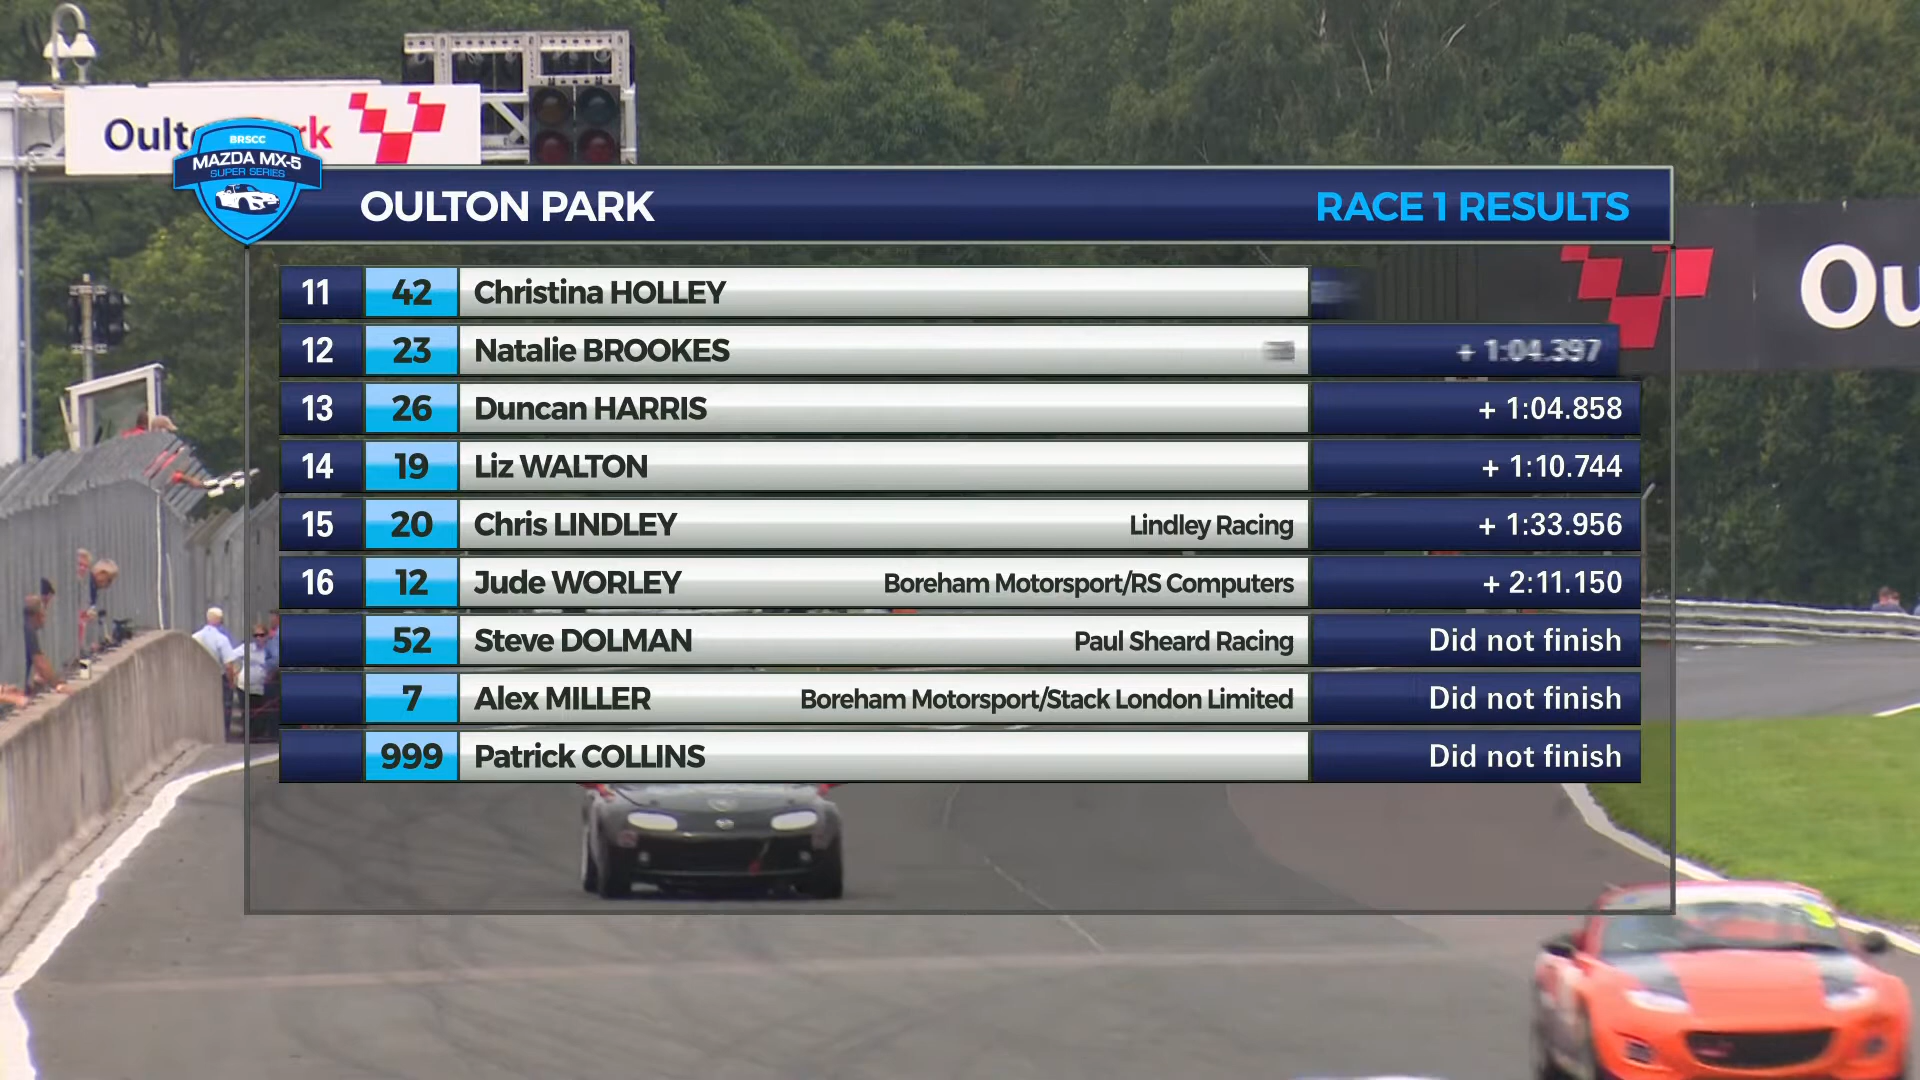 Oulto rk
BRSCC
MAZDA MX-5
SUPER SERIES
OULTON PARK RACE 1 RESULTS
Ou
11 42 Christina HOLLEY
12 23 Natalie BROOKES + 1:04.397
13 26 Duncan HARRIS + 1:04.858
14 19 Liz WALTON + 1:10.744
15 20 Chris LINDLEY Lindley Racing + 1:33.956
16 12 Jude WORLEY Boreham Motorsport/RS Computers + 2:11.150
52 Steve DOLMAN Paul Sheard Racing Did not finish
7 Alex MILLER Boreham Motorsport/Stack London Limited Did not finish
999 Patrick COLLINS Did not finish